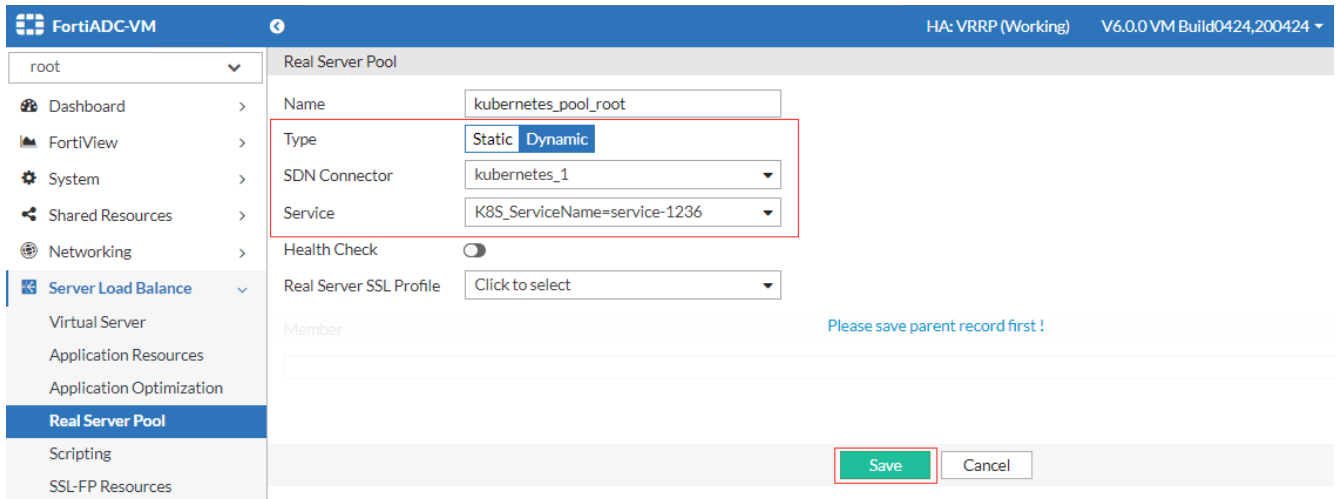 FortiADC-VM
HA: VRRP (Working)
V6.0.0 VM Build0424,200424
root
Dashboard
FortiView
System
Shared Resources
Networking
Server Load Balance
Virtual Server
Application Resources
Application Optimization
Real Server Pool
Scripting
SSL-FP Resources
Real Server Pool
Name kubernetes_pool_root
Type Static Dynamic
SDN Connector kubernetes_1
Service K8S_ServiceName=service-1236
Health Check
Real Server SSL Profile Click to select
Member
Please save parent record first !
Save Cancel